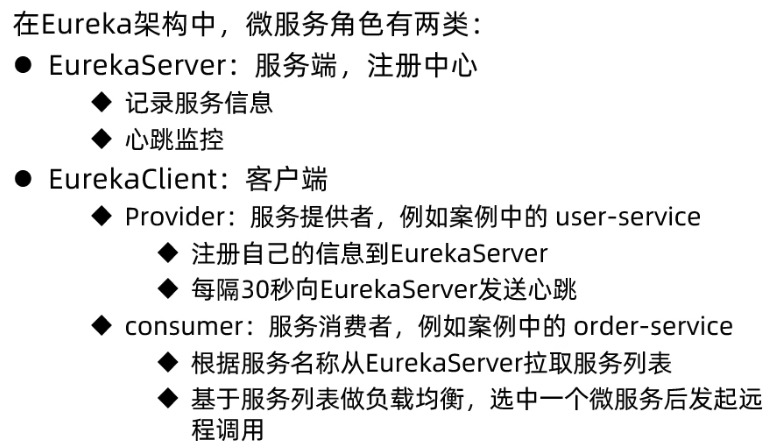 在Eureka架构中，微服务角色有两类：
● EurekaServer：服务端，注册中心
◆ 记录服务信息
◆ 心跳监控
● EurekaClient：客户端
◆ Provider：服务提供者，例如案例中的 user-service
◆ 注册自己的信息到EurekaServer
◆ 每隔30秒向EurekaServer发送心跳
◆ consumer：服务消费者，例如案例中的 order-service
◆ 根据服务名称从EurekaServer拉取服务列表
◆ 基于服务列表做负载均衡，选中一个微服务后发起远
程调用